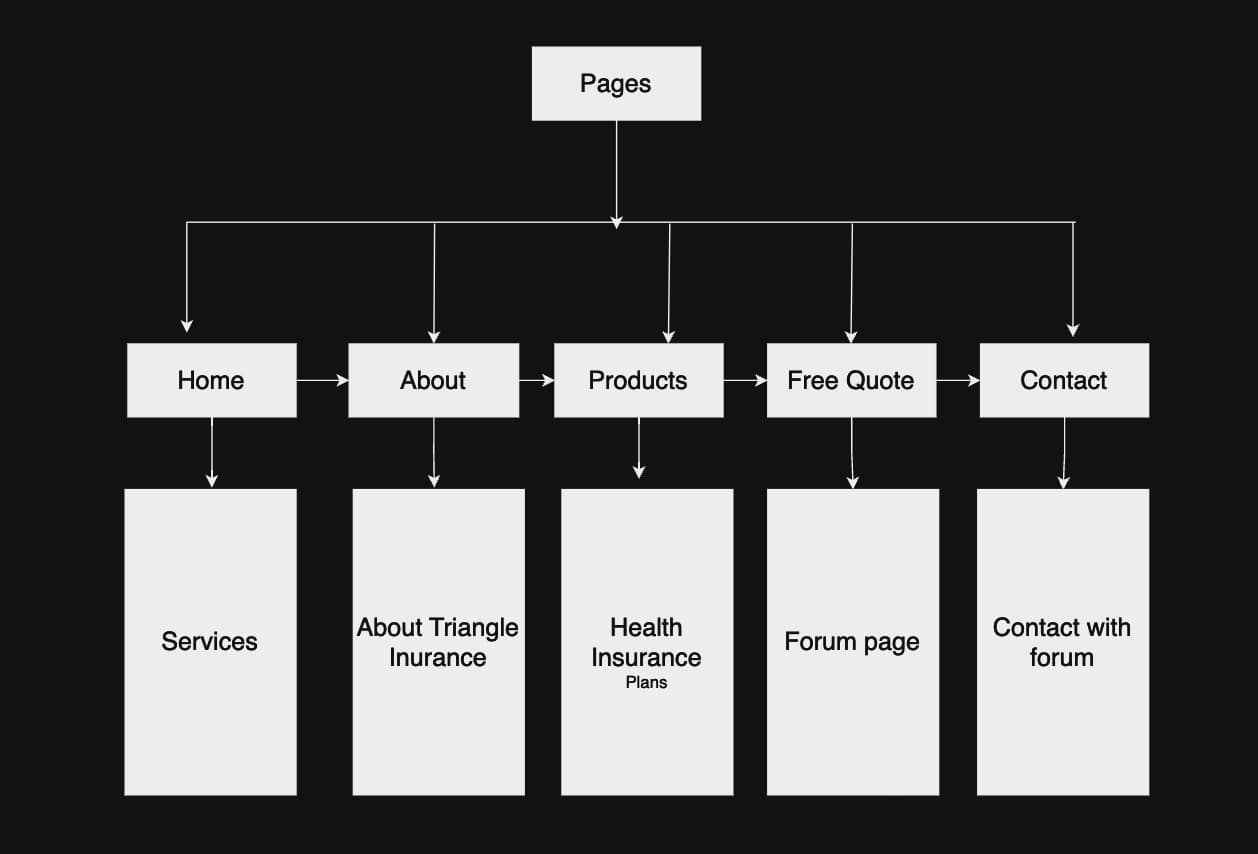 Pages
Home
About
Products
Free Quote
Contact
Services
About Triangle
Inurance
Health
Insurance
Plans
Forum page
Contact with
forum